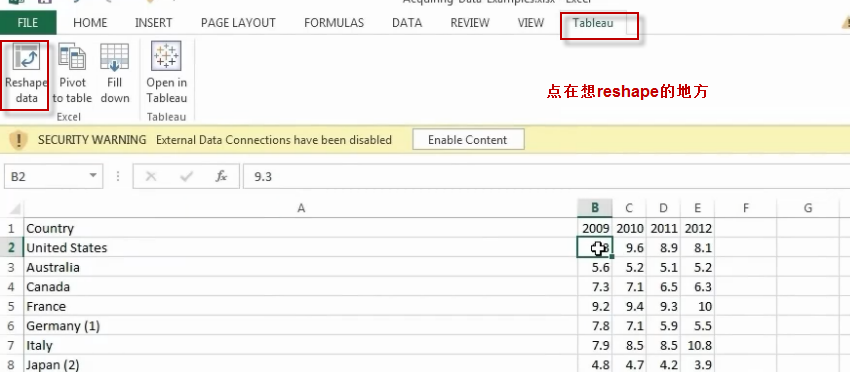 Acquiring-Data-Examples.xlsx - Excel
FILE HOME INSERT PAGE LAYOUT FORMULAS DATA REVIEW VIEW Tableau
Reshape data Pivot to table Fill down Open in Tableau
Excel Tableau
点在想reshape的地方
SECURITY WARNING External Data Connections have been disabled Enable Content
B2 fx 9.3
A B C D E F G
1 Country 2009 2010 2011 2012
2 United States 9.6 8.9 8.1
3 Australia 5.6 5.2 5.1 5.2
4 Canada 7.3 7.1 6.5 6.3
5 France 9.2 9.4 9.3 10
6 Germany (1) 7.8 7.1 5.9 5.5
7 Italy 7.9 8.5 8.5 10.8
8 Japan (2) 4.8 4.7 4.2 3.9